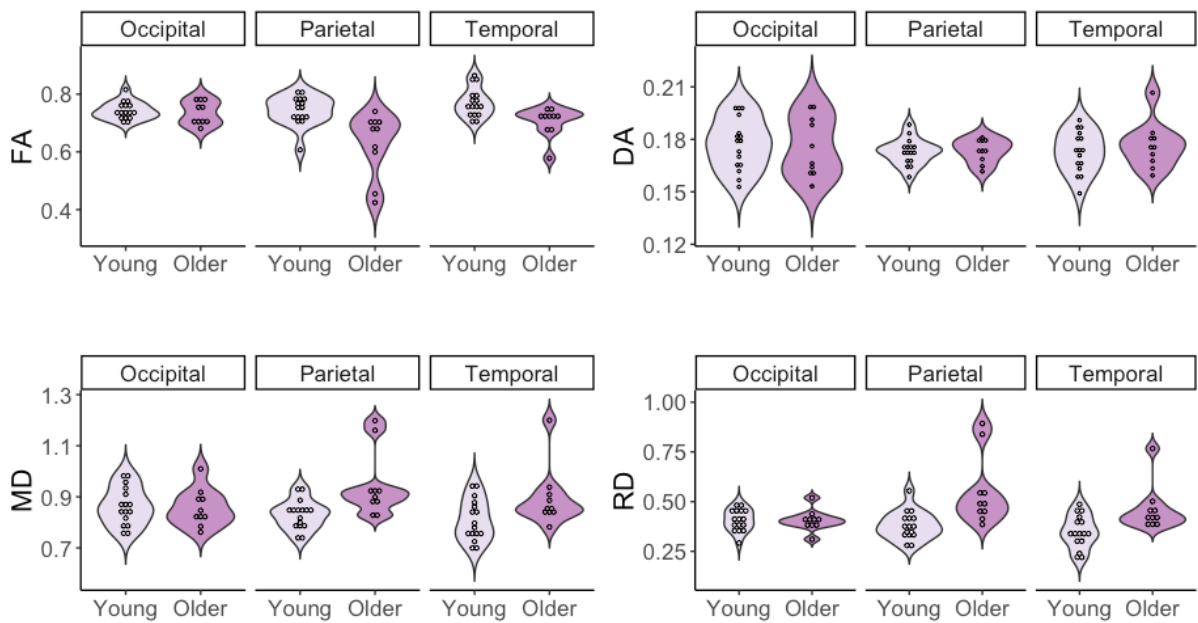 Occipital Parietal Temporal
FA
0.8
0.6
0.4
Young Older Young Older Young Older
Occipital Parietal Temporal
DA
0.21
0.18
0.15
0.12
Young Older Young Older Young Older
Occipital Parietal Temporal
MD
1.3
1.1
0.9
0.7
Young Older Young Older Young Older
Occipital Parietal Temporal
RD
1.00
0.75
0.50
0.25
Young Older Young Older Young Older